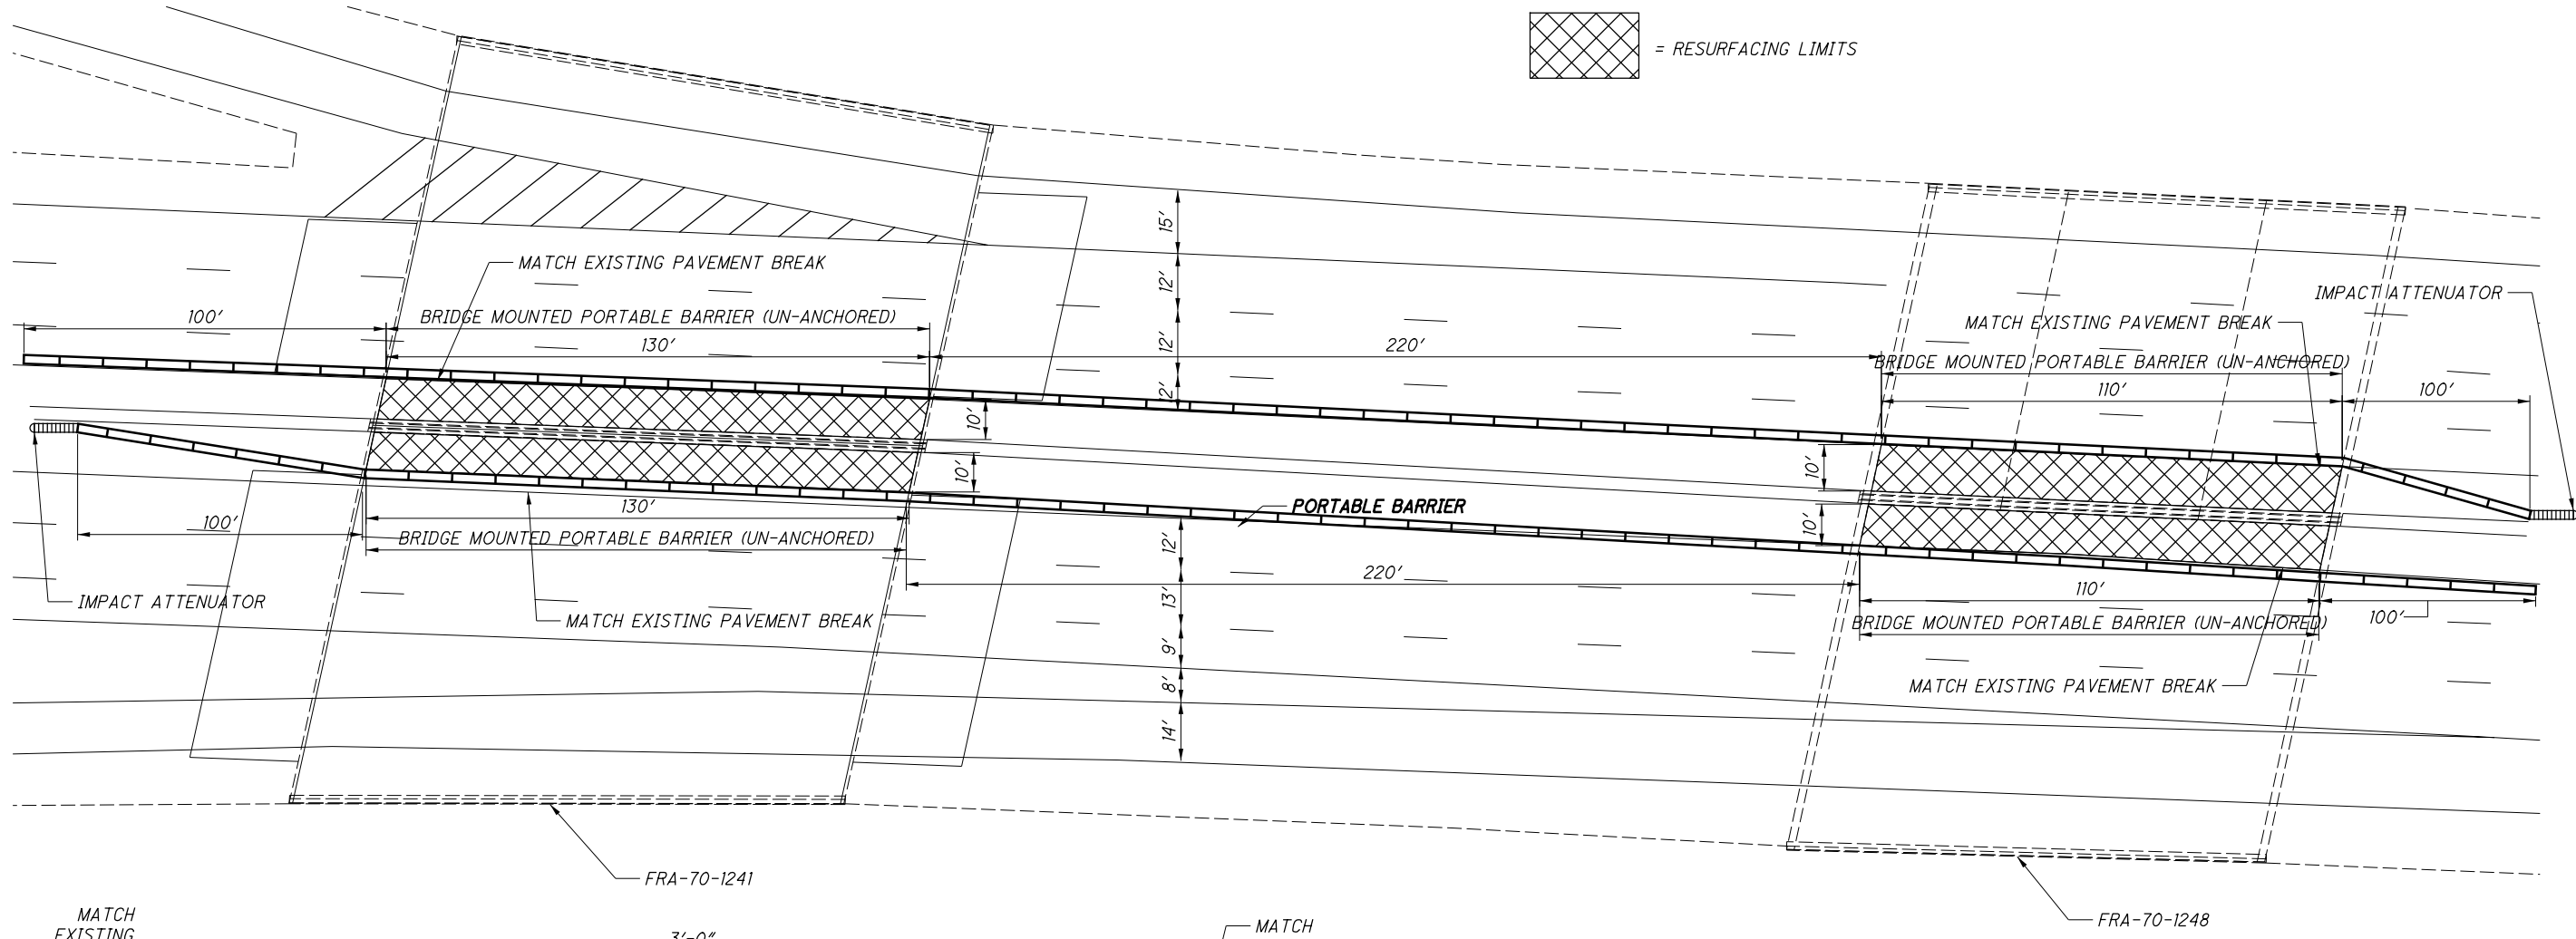 = RESURFACING LIMITS
15'
MATCH EXISTING PAVEMENT BREAK
12'
IMPACT ATTENUATOR
100'
BRIDGE MOUNTED PORTABLE BARRIER (UN-ANCHORED)
MATCH EXISTING PAVEMENT BREAK
130'
12'
220'
BRIDGE MOUNTED PORTABLE BARRIER (UN-ANCHORED)
2'
110'
100'
10'
10'
10'
10'
130'
PORTABLE BARRIER
100'
BRIDGE MOUNTED PORTABLE BARRIER (UN-ANCHORED)
12'
220'
IMPACT ATTENUATOR
13'
110'
MATCH EXISTING PAVEMENT BREAK
BRIDGE MOUNTED PORTABLE BARRIER (UN-ANCHORED)
100'
9'
8'
MATCH EXISTING PAVEMENT BREAK
14'
FRA-70-1241
FRA-70-1248
MATCH
EXISTING
3'-0"
MATCH